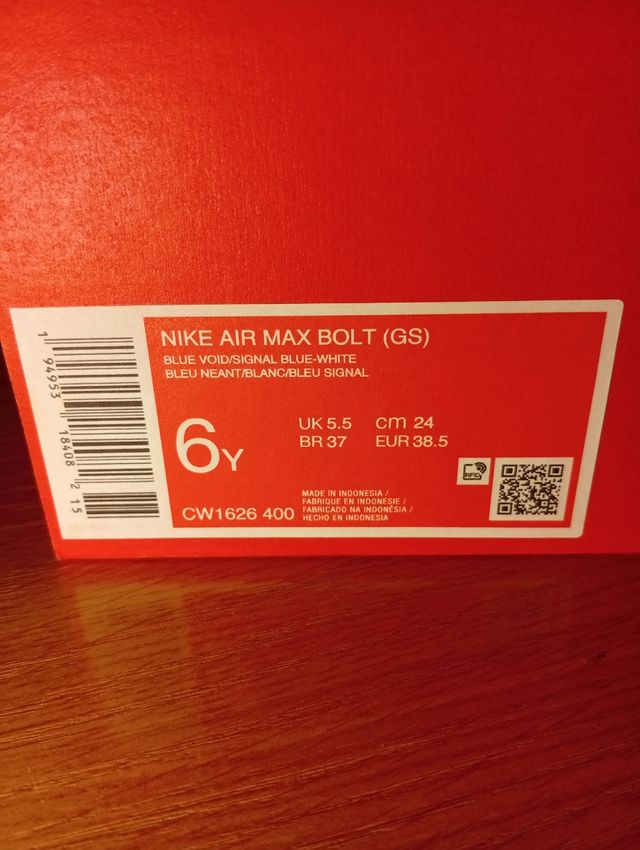 NIKE AIR MAX BOLT (GS)
BLUE VOID/SIGNAL BLUE-WHITE
BLEU NEANT/BLANC/BLEU SIGNAL
6Y
UK 5.5 cm 24
BR 37 EUR 38.5
RFID
CW1626 400
MADE IN INDONESIA /
FABRIQUE EN INDONESIE /
FABRICADO NA INDONÉSIA /
HECHO EN INDONESIA
1 94953 18408 2 15